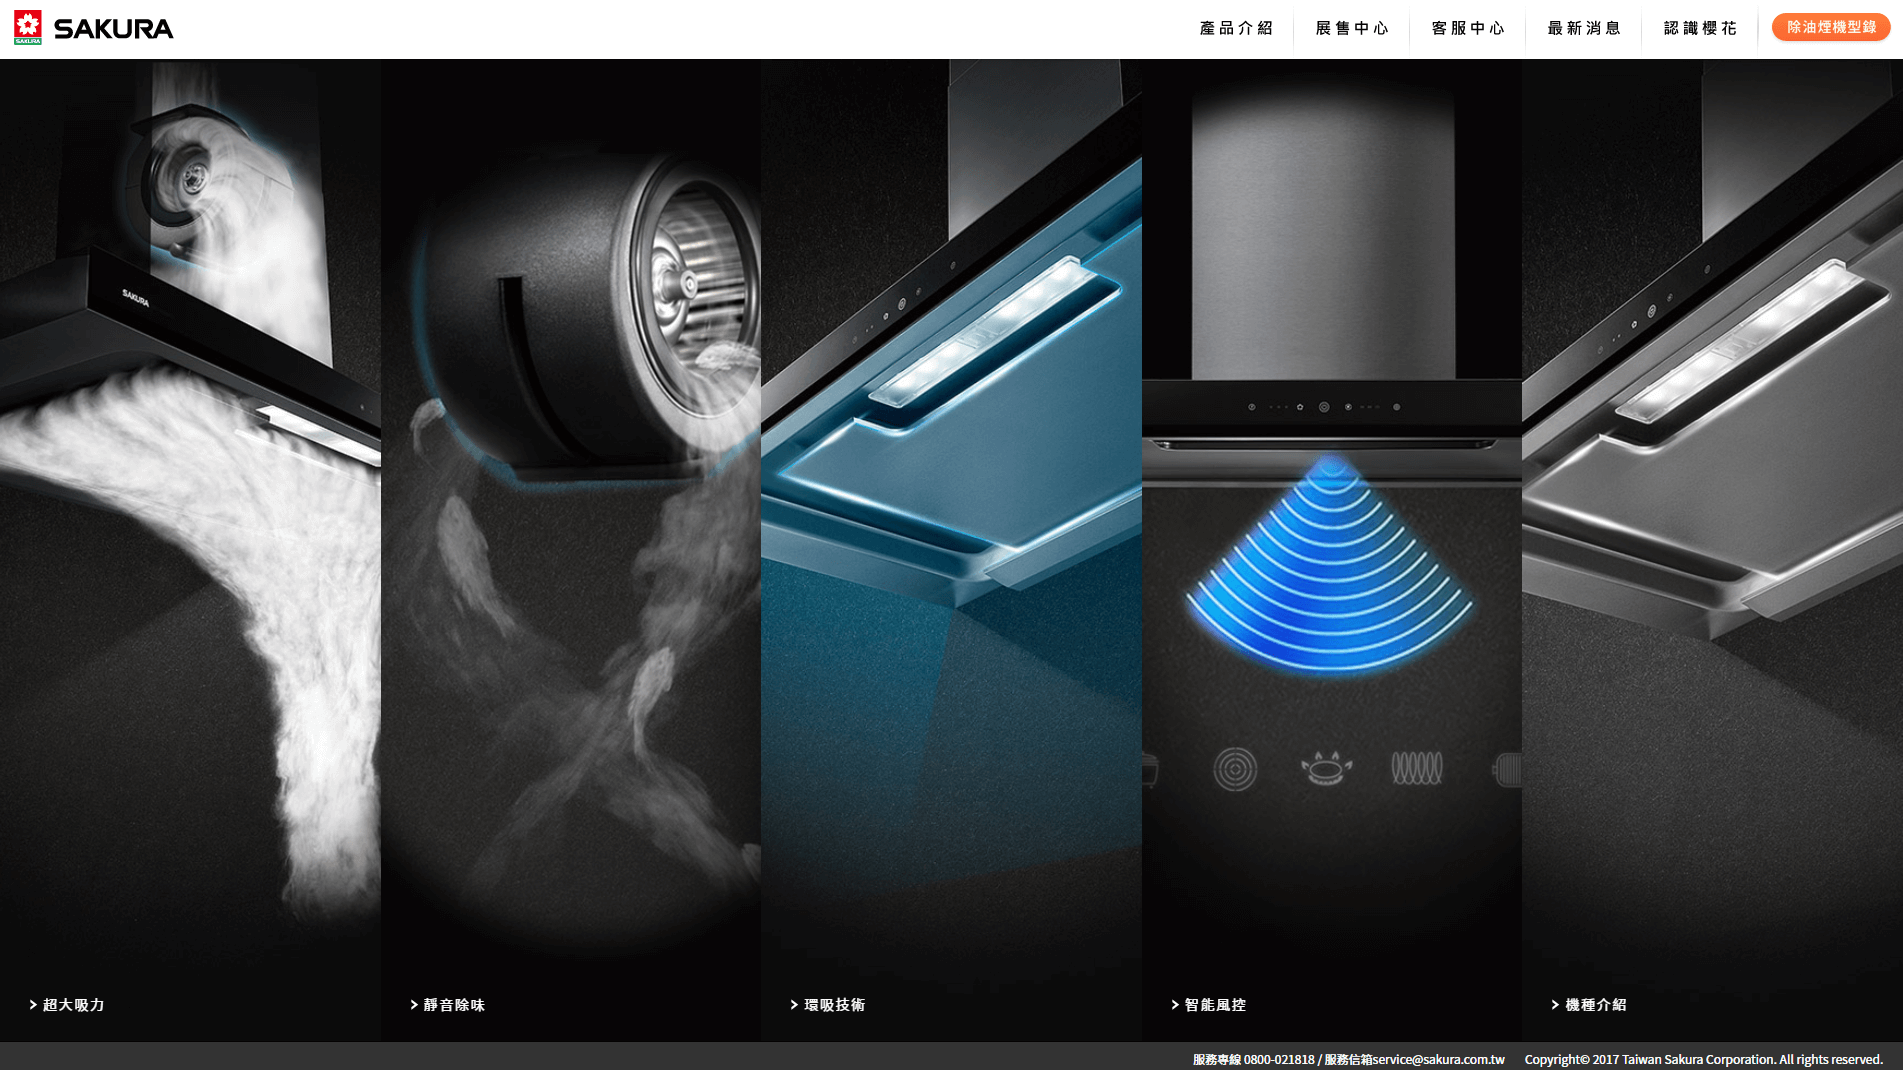 SAKURA SAKURA 產品介紹 展售中心 客服中心 最新消息 認識櫻花 除油煙機型錄
SAKURA
超大吸力 靜音除味 環吸技術 智能風控 機種介紹
服務專線 0800-021818 / 服務信箱service@sakura.com.tw Copyright© 2017 Taiwan Sakura Corporation. All rights reserved.